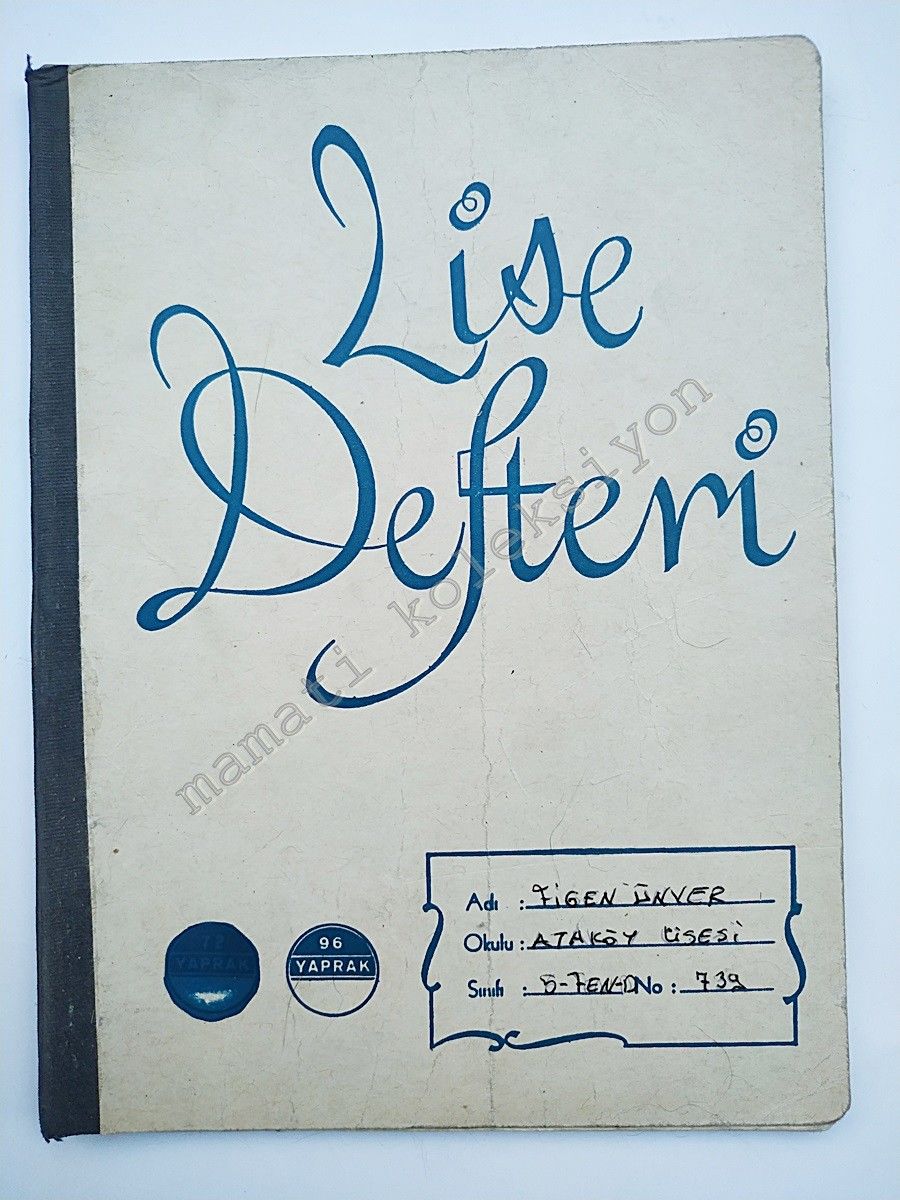 Lise
Defteri
mamati koleksiyon
72
YAPRAK
96
YAPRAK
Adı : FİGEN ÜNVER
Okulu : ATAKÖY LİSESİ
Sınıfı : 5-FEN-D No : 739